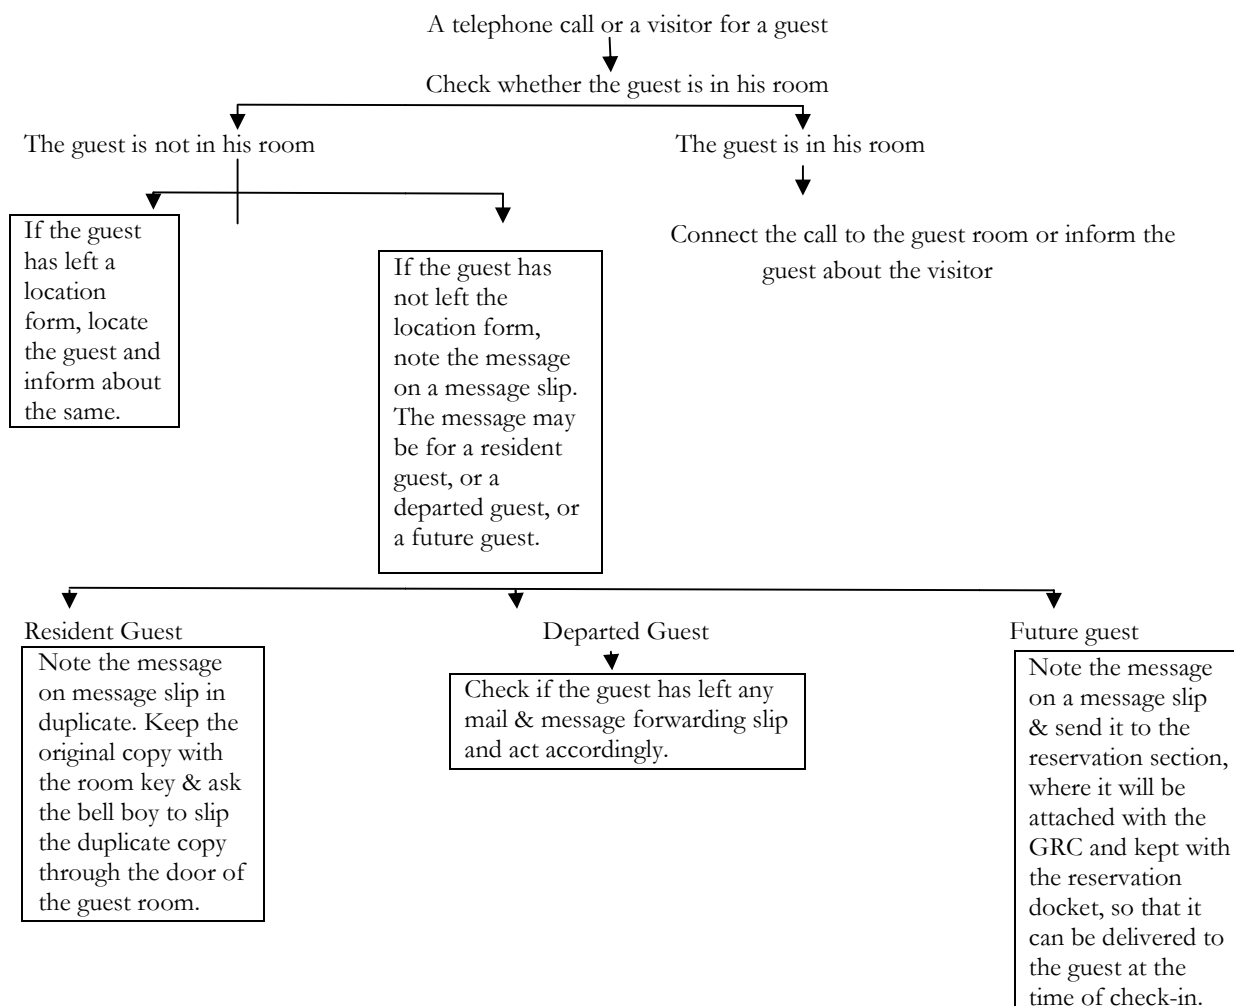 A telephone call or a visitor for a guest
Check whether the guest is in his room
The guest is not in his room
The guest is in his room
If the guest
has left a
location
form, locate
the guest and
inform about
the same.
If the guest has
not left the
location form,
note the message
on a message slip.
The message may
be for a resident
guest, or a
departed guest, or
a future guest.
Connect the call to the guest room or inform the
guest about the visitor
Resident Guest
Note the message
on message slip in
duplicate. Keep the
original copy with
the room key & ask
the bell boy to slip
the duplicate copy
through the door of
the guest room.
Departed Guest
Check if the guest has left any
mail & message forwarding slip
and act accordingly.
Future guest
Note the message
on a message slip
& send it to the
reservation section,
where it will be
attached with the
GRC and kept with
the reservation
docket, so that it
can be delivered to
the guest at the
time of check-in.